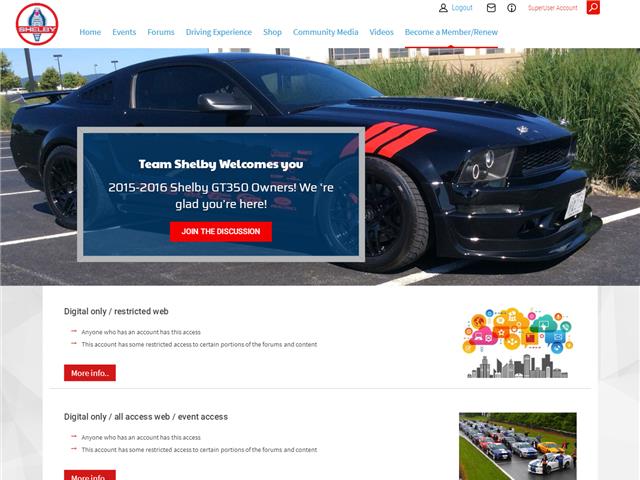 SHELBY
Logout
SuperUser Account
Home Events Forums Driving Experience Shop Community Media Videos Become a Member/Renew
Team Shelby Welcomes you
2015-2016 Shelby GT350 Owners! We 're
glad you're here!
JOIN THE DISCUSSION
Digital only / restricted web
Anyone who has an account has this access
This account has some restricted access to certain portions of the forums and content
More info..
Digital only / all access web / event access
Anyone who has an account has this access
This account has some restricted access to certain portions of the forums and content
More info..